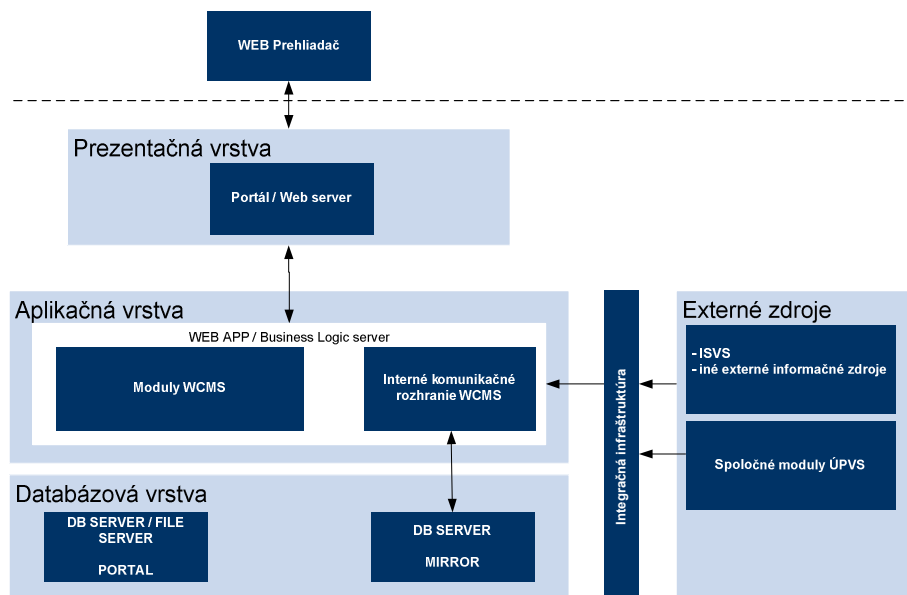 WEB Prehliadač
Prezentačná vrstva
Portál / Web server
Aplikačná vrstva
WEB APP / Business Logic server
Moduly WCMS
Interné komunikačné
rozhranie WCMS
Integračná infraštruktúra
Externé zdroje
- ISVS
- iné externé informačné zdroje
Spoločné moduly ÚPVS
Databázová vrstva
DB SERVER / FILE
SERVER
PORTAL
DB SERVER
MIRROR